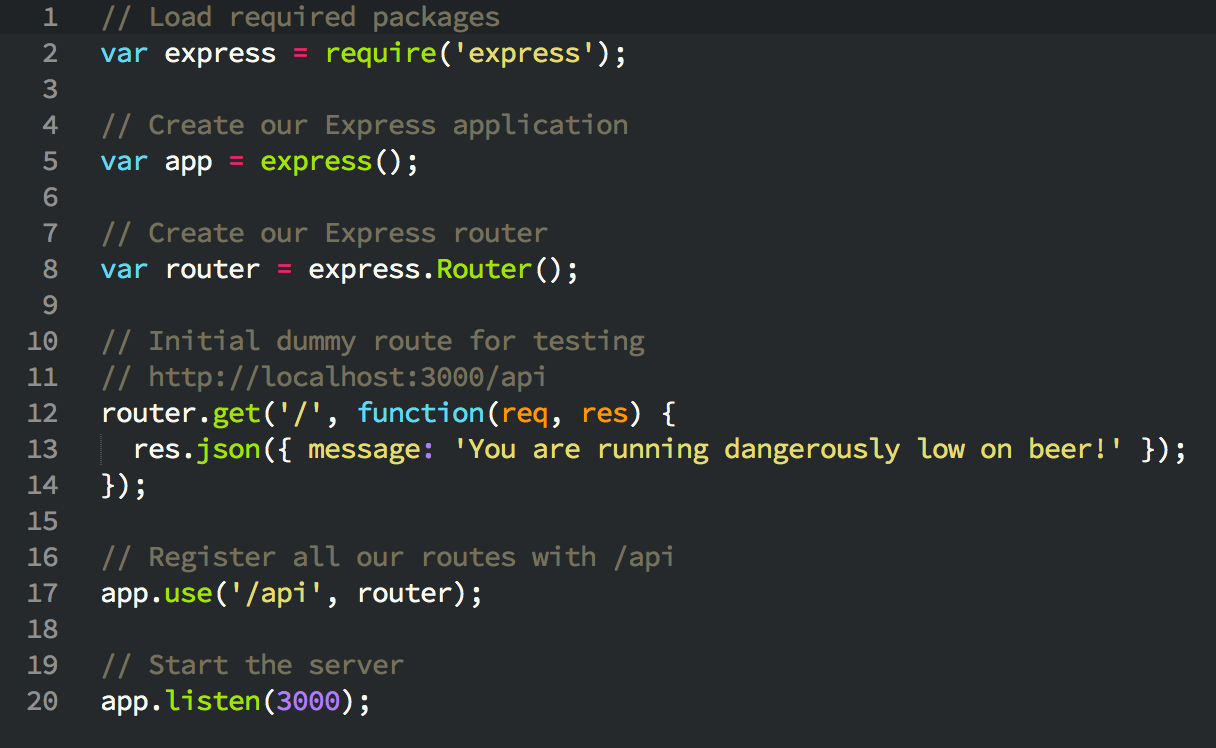 1 // Load required packages
2 var express = require('express');
3
4 // Create our Express application
5 var app = express();
6
7 // Create our Express router
8 var router = express.Router();
9
10 // Initial dummy route for testing
11 // http://localhost:3000/api
12 router.get('/', function(req, res) {
13   res.json({ message: 'You are running dangerously low on beer!' });
14 });
15
16 // Register all our routes with /api
17 app.use('/api', router);
18
19 // Start the server
20 app.listen(3000);